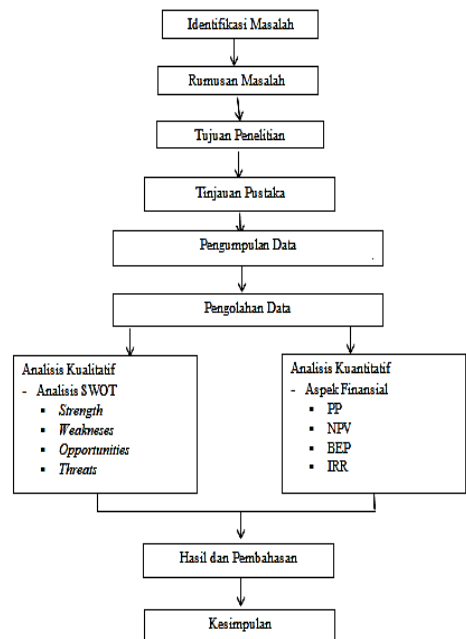 Identifikasi Masalah
Rumusan Masalah
Tujuan Penelitian
Tinjauan Pustaka
Pengumpulan Data
Pengolahan Data
Analisis Kualitatif
- Analisis SWOT
▪ Strength
▪ Weakneses
▪ Opportunities
▪ Threats
Analisis Kuantitatif
- Aspek Finansial
▪ PP
▪ NPV
▪ BEP
▪ IRR
Hasil dan Pembahasan
Kesimpulan